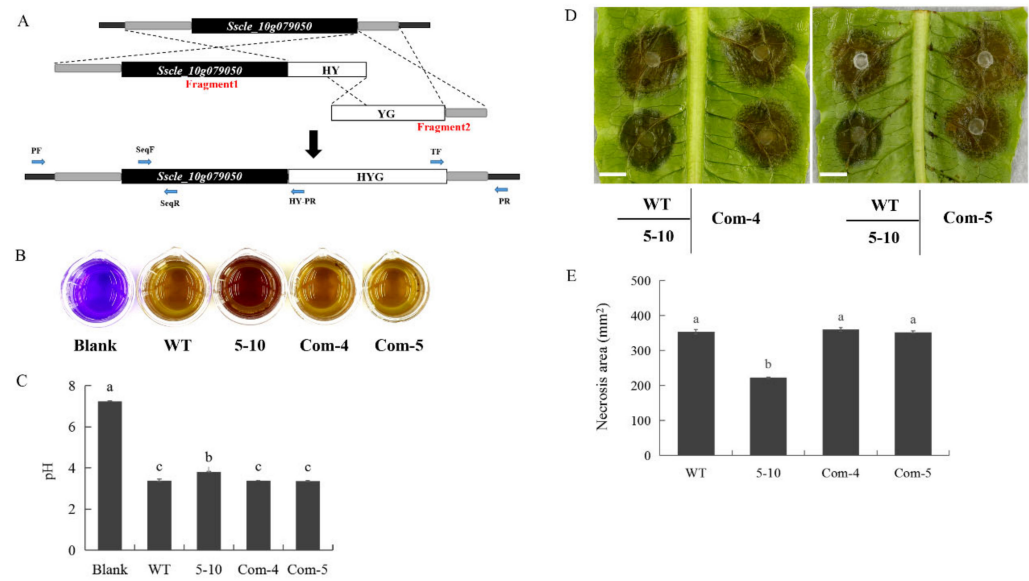 A
Sscle_10g079050
Sscle_10g079050
HY
Fragment1
YG
Fragment2
PF
SeqF
TF
Sscle_10g079050
HYG
SeqR
HY-PR
PR
B
Blank WT 5-10 Com-4 Com-5
C
8
6
4
2
0
pH
a
c
b
c
c
Blank WT 5-10 Com-4 Com-5
D
WT
5-10
Com-4
WT
5-10
Com-5
E
500
400
300
200
100
0
Necrosis area (mm²)
a
b
a
a
WT 5-10 Com-4 Com-5